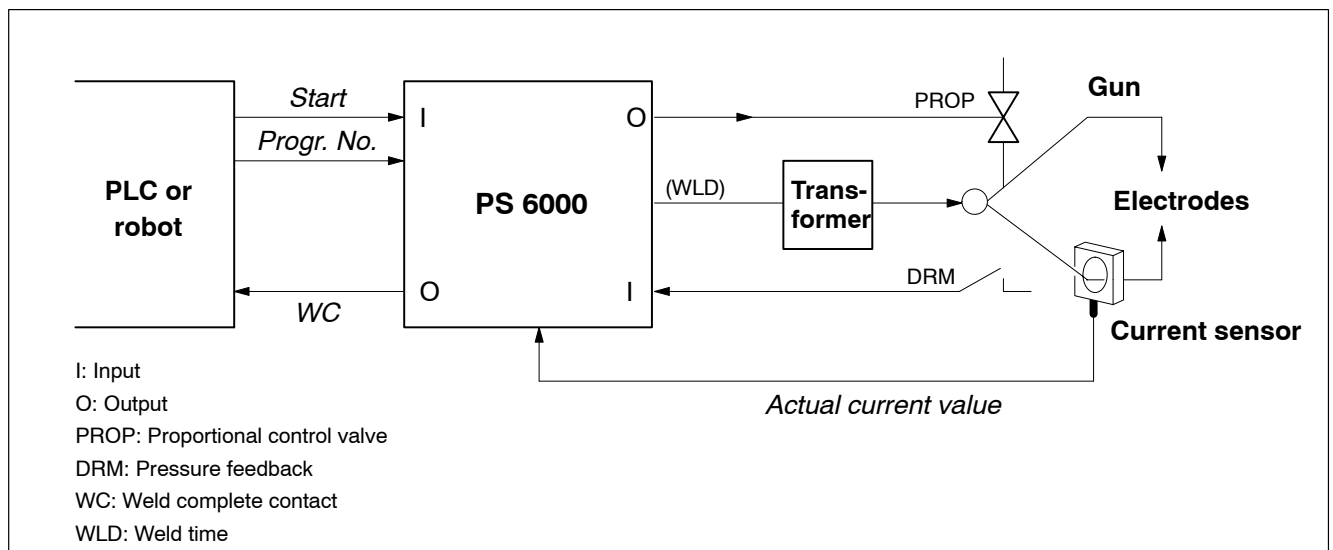 Start
Progr. No.
PLC or
robot
WC
I
O
PS 6000
O
I
PROP
(WLD)
Trans-
former
DRM
Gun
Electrodes
Current sensor
Actual current value
I: Input
O: Output
PROP: Proportional control valve
DRM: Pressure feedback
WC: Weld complete contact
WLD: Weld time